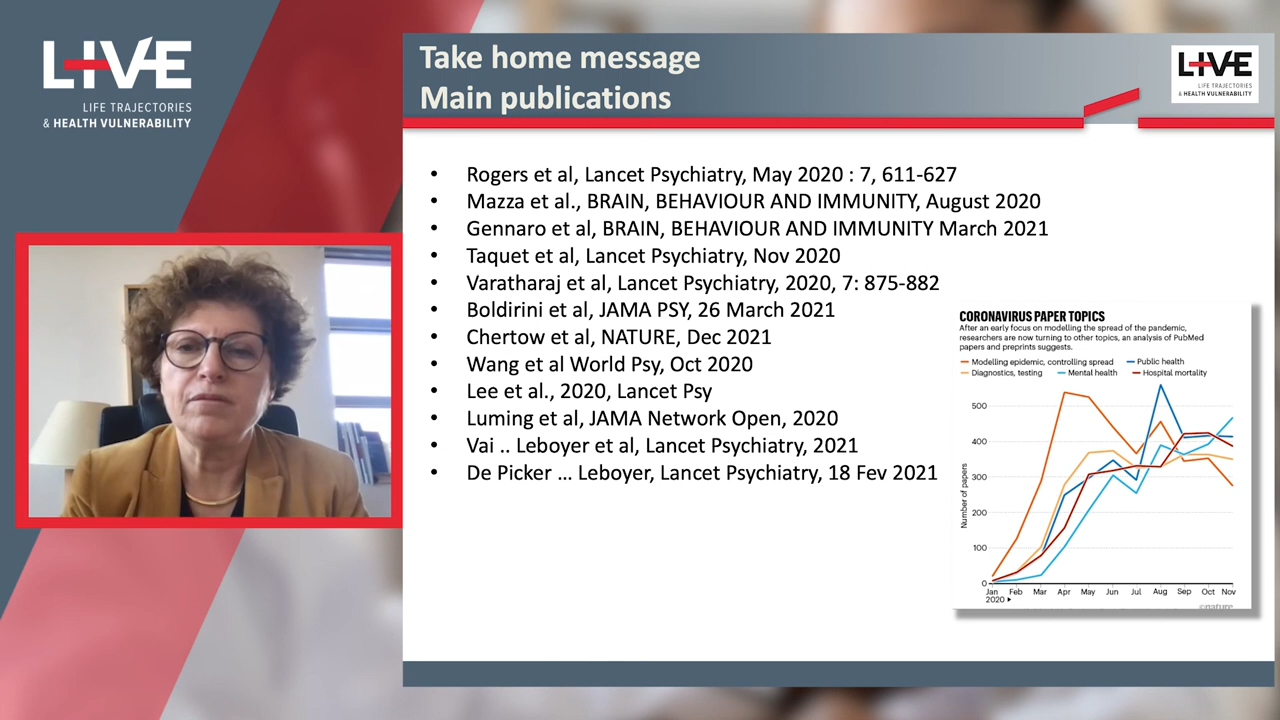 LIVE
LIFE TRAJECTORIES
& HEALTH VULNERABILITY
Take home message
Main publications
LIVE
LIFE TRAJECTORIES
& HEALTH VULNERABILITY
• Rogers et al, Lancet Psychiatry, May 2020 : 7, 611-627
• Mazza et al., BRAIN, BEHAVIOUR AND IMMUNITY, August 2020
• Gennaro et al, BRAIN, BEHAVIOUR AND IMMUNITY March 2021
• Taquet et al, Lancet Psychiatry, Nov 2020
• Varatharaj et al, Lancet Psychiatry, 2020, 7: 875-882
• Boldirini et al, JAMA PSY, 26 March 2021
• Chertow et al, NATURE, Dec 2021
• Wang et al World Psy, Oct 2020
• Lee et al., 2020, Lancet Psy
• Luming et al, JAMA Network Open, 2020
• Vai .. Leboyer et al, Lancet Psychiatry, 2021
• De Picker ... Leboyer, Lancet Psychiatry, 18 Fev 2021
CORONAVIRUS PAPER TOPICS
After an early focus on modelling the spread of the pandemic,
researchers are now turning to other topics, an analysis of PubMed
papers and preprints suggests.
Modelling epidemic, controlling spread Public health
Diagnostics, testing Mental health Hospital mortality
Number of papers
500
400
300
200
100
0
Jan Feb Mar Apr May Jun Jul Aug Sep Oct Nov
2020
©nature